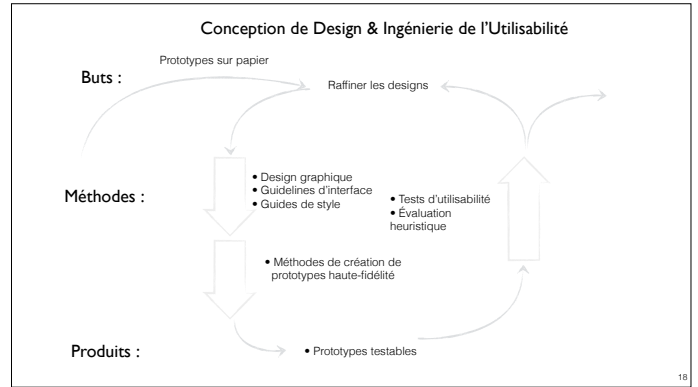 Conception de Design & Ingénierie de l'Utilisabilité
Prototypes sur papier
Buts :
Raffiner les designs
Méthodes :
• Design graphique
• Guidelines d'interface
• Guides de style
• Tests d'utilisabilité
• Évaluation
heuristique
• Méthodes de création de
prototypes haute-fidélité
Produits :
• Prototypes testables
18